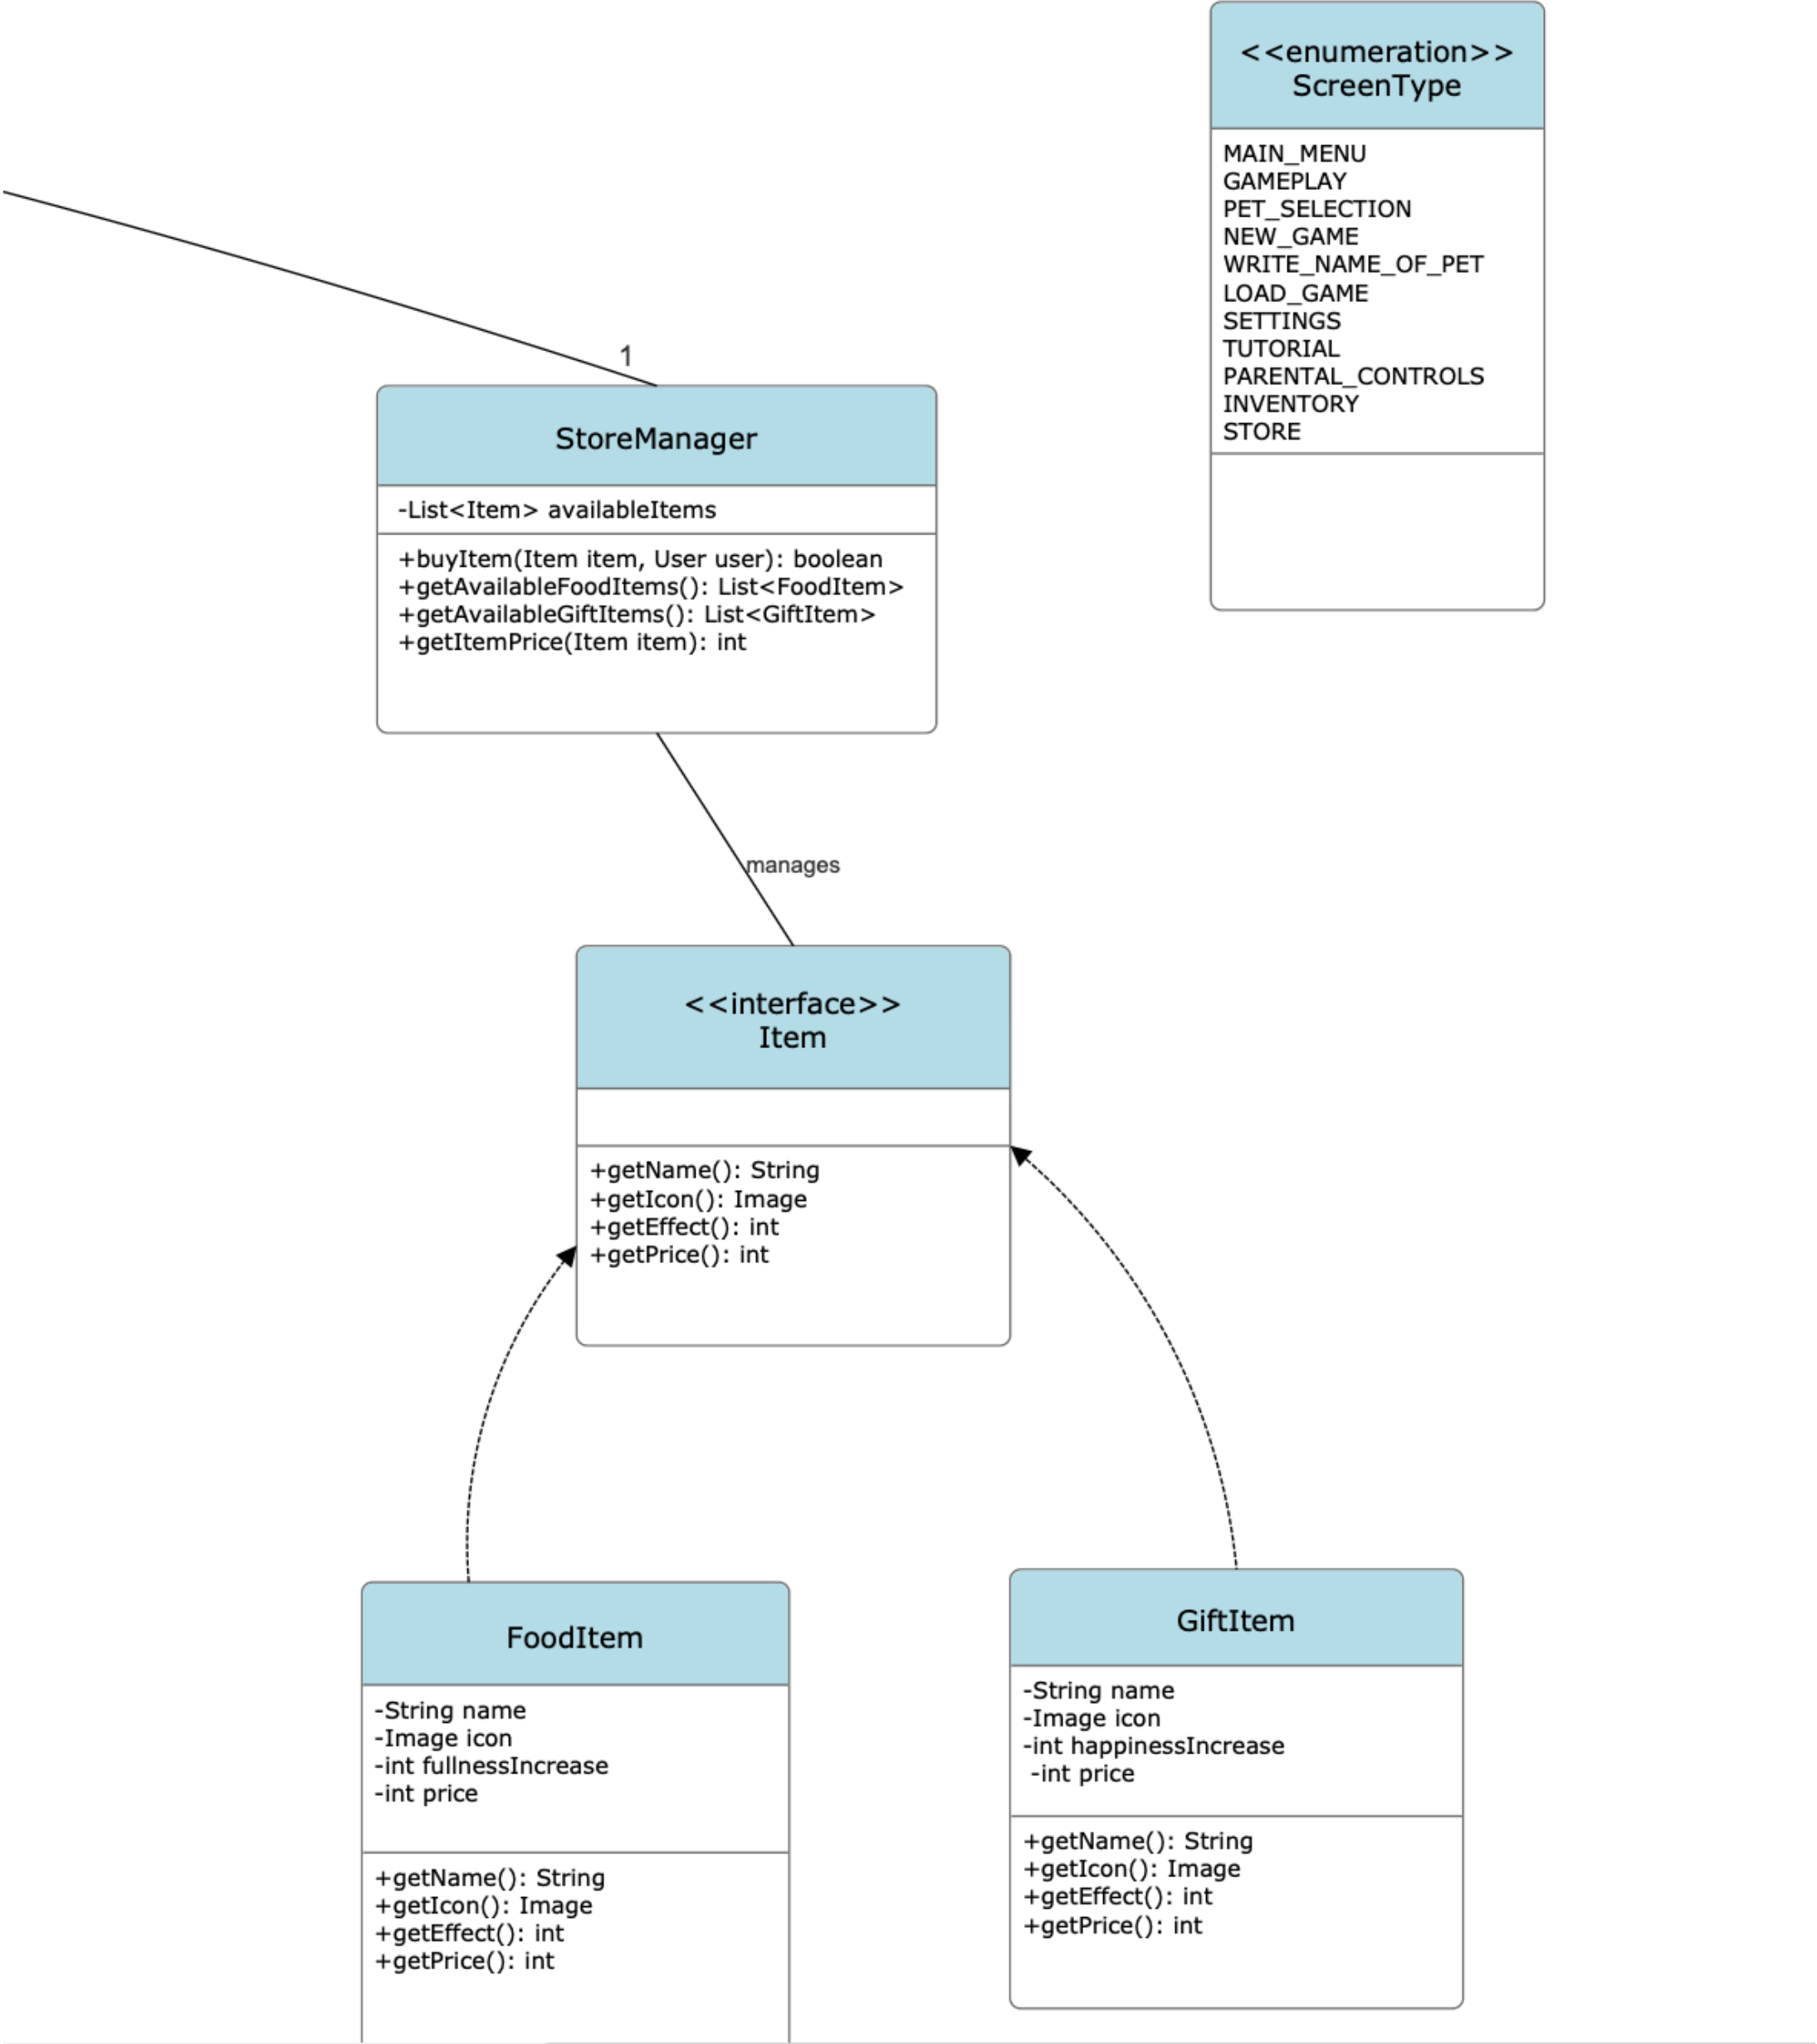 <<enumeration>>
ScreenType
MAIN_MENU
GAMEPLAY
PET_SELECTION
NEW_GAME
WRITE_NAME_OF_PET
LOAD_GAME
SETTINGS
TUTORIAL
PARENTAL_CONTROLS
INVENTORY
STORE
1
StoreManager
-List<Item> availableItems
+buyItem(Item item, User user): boolean
+getAvailableFoodItems(): List<FoodItem>
+getAvailableGiftItems(): List<GiftItem>
+getItemPrice(Item item): int
manages
<<interface>>
Item
+getName(): String
+getIcon(): Image
+getEffect(): int
+getPrice(): int
FoodItem
-String name
-Image icon
-int fullnessIncrease
-int price
+getName(): String
+getIcon(): Image
+getEffect(): int
+getPrice(): int
GiftItem
-String name
-Image icon
-int happinessIncrease
-int price
+getName(): String
+getIcon(): Image
+getEffect(): int
+getPrice(): int